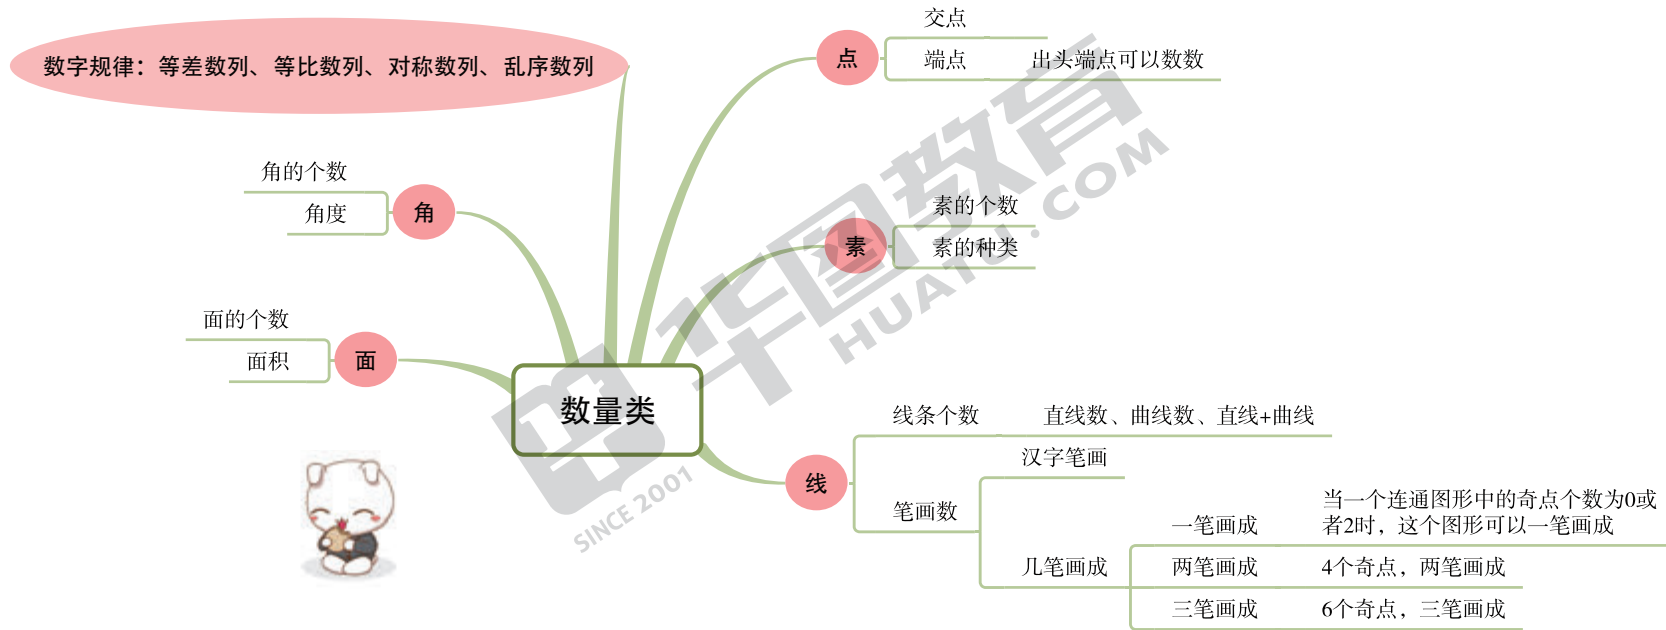 数字规律：等差数列、等比数列、对称数列、乱序数列
点
交点
端点
出头端点可以数数
角的个数
角度
角
素
素的个数
素的种类
面的个数
面积
面
数量类
线
线条个数
直线数、曲线数、直线+曲线
笔画数
汉字笔画
几笔画成
一笔画成
当一个连通图形中的奇点个数为0或
者2时，这个图形可以一笔画成
两笔画成
4个奇点，两笔画成
三笔画成
6个奇点，三笔画成
华图教育
HUATU.COM
SINCE 2001